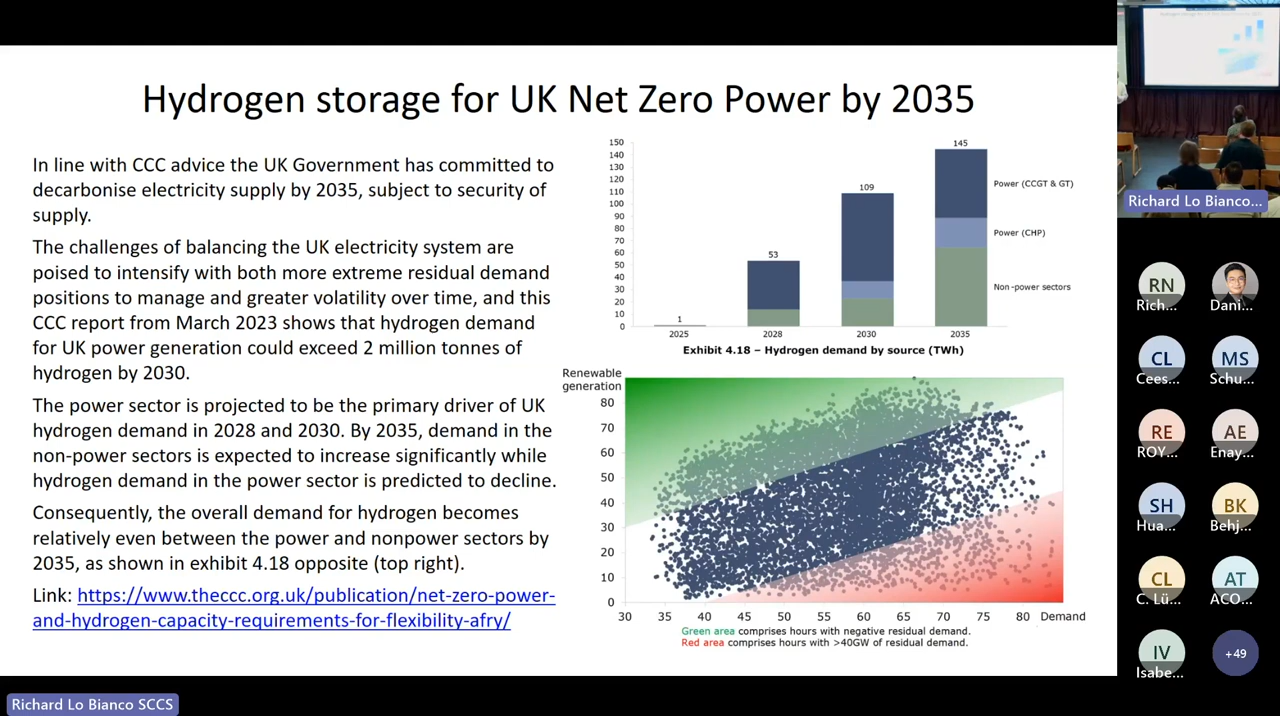 Hydrogen storage for UK Net Zero Power by 2035
In line with CCC advice the UK Government has committed to
decarbonise electricity supply by 2035, subject to security of
supply.
The challenges of balancing the UK electricity system are
poised to intensify with both more extreme residual demand
positions to manage and greater volatility over time, and this
CCC report from March 2023 shows that hydrogen demand
for UK power generation could exceed 2 million tonnes of
hydrogen by 2030.
The power sector is projected to be the primary driver of UK
hydrogen demand in 2028 and 2030. By 2035, demand in the
non-power sectors is expected to increase significantly while
hydrogen demand in the power sector is predicted to decline.
Consequently, the overall demand for hydrogen becomes
relatively even between the power and nonpower sectors by
2035, as shown in exhibit 4.18 opposite (top right).
Link: https://www.theccc.org.uk/publication/net-zero-power-
and-hydrogen-capacity-requirements-for-flexibility-afry/
150
140
130
120
110
100
90
80
70
60
50
40
30
20
10
0
1
53
109
145
2025
2028
2030
2035
Power (CCGT & GT)
Power (CHP)
Non-power sectors
Exhibit 4.18 – Hydrogen demand by source (TWh)
Renewable
generation
80
70
60
50
40
30
20
10
0
30 35 40 45 50 55 60 65 70 75 80 Demand
Green area comprises hours with negative residual demand.
Red area comprises hours with >40GW of residual demand.
Richard Lo Bianco...
RN
Rich...
Dani...
CL
Cees...
MS
Schu...
RE
ROY...
AE
Enay...
SH
Hua...
BK
Behj...
CL
C. Lü...
AT
ACO...
IV
Isabe...
+49
Richard Lo Bianco SCCS